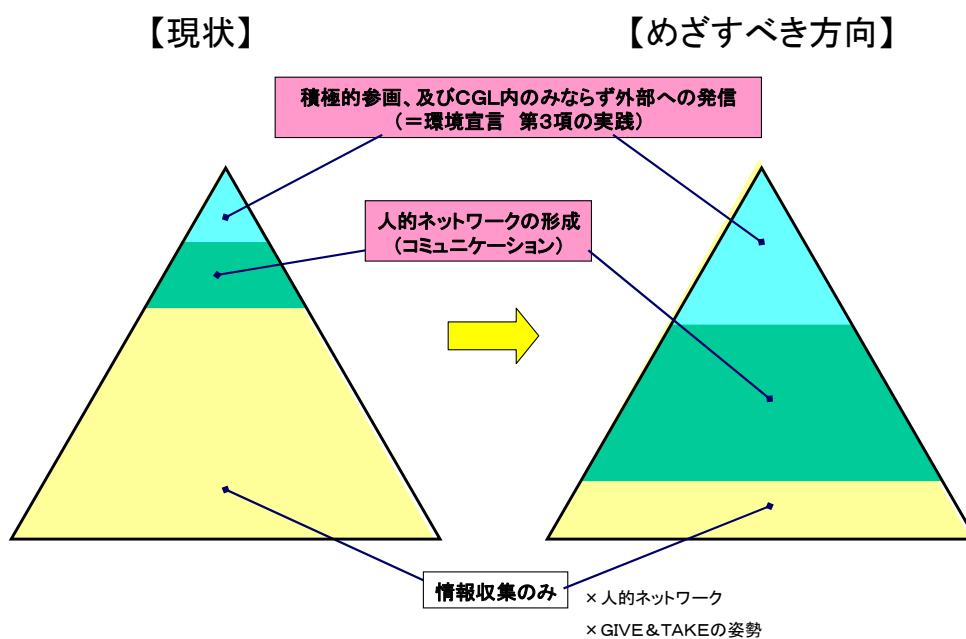 【現状】
【めざすべき方向】
積極的参画、及びCGL内のみならず外部への発信
(=環境宣言 第3項の実践)
人的ネットワークの形成
(コミュニケーション)
情報収集のみ
×人的ネットワーク
×GIVE&TAKEの姿勢